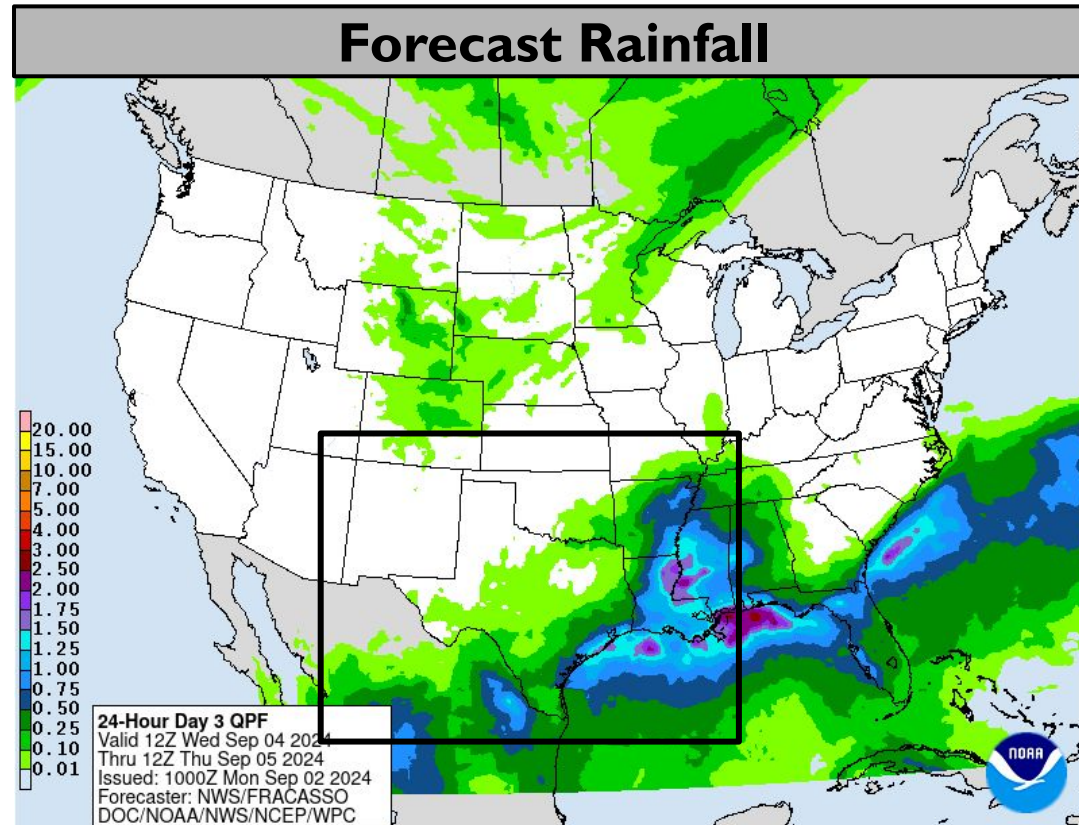 Forecast Rainfall
20.00
15.00
10.00
7.00
5.00
4.00
3.00
2.50
2.00
1.75
1.50
1.25
1.00
0.75
0.50
0.25
0.10
0.01
24-Hour Day 3 QPF
Valid 12Z Wed Sep 04 2024
Thru 12Z Thu Sep 05 2024
Issued: 1000Z Mon Sep 02 2024
Forecaster: NWS/FRACASSO
DOC/NOAA/NWS/NCEP/WPC
NOAA